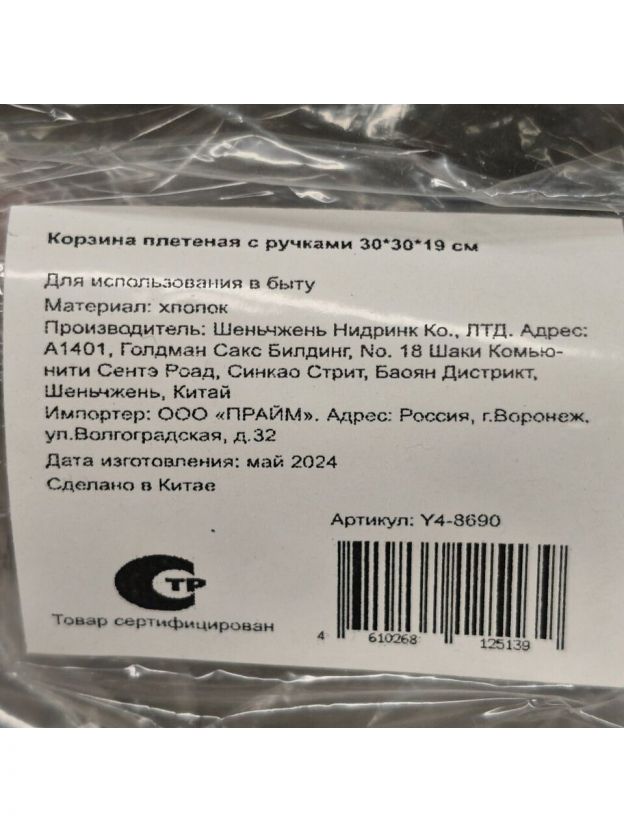 Корзина плетеная с ручками 30*30*19 см
Для использования в быту
Материал: хлопок
Производитель: Шеньчжень Нидринк Ко., ЛТД. Адрес:
А1401, Голдман Сакс Билдинг, No. 18 Шаки Комью-
нити Сентэ Роад, Синкао Стрит, Баоян Дистрикт,
Шеньчжень, Китай
Импортер: ООО «ПРАЙМ». Адрес: Россия, г.Воронеж,
ул.Волгоградская, д.32
Дата изготовления: май 2024
Сделано в Китае
Артикул: Y4-8690
СТР
Товар сертифицирован
4 610268 125139